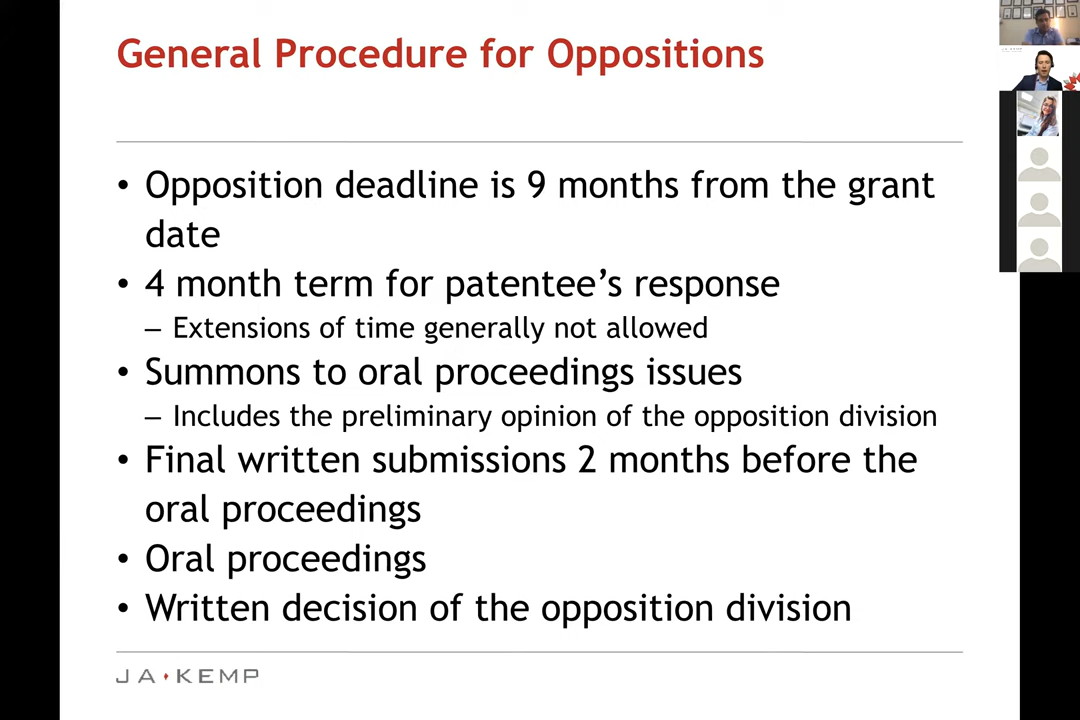 General Procedure for Oppositions
• Opposition deadline is 9 months from the grant
date
• 4 month term for patentee’s response
– Extensions of time generally not allowed
• Summons to oral proceedings issues
– Includes the preliminary opinion of the opposition division
• Final written submissions 2 months before the
oral proceedings
• Oral proceedings
• Written decision of the opposition division
JA KEMP